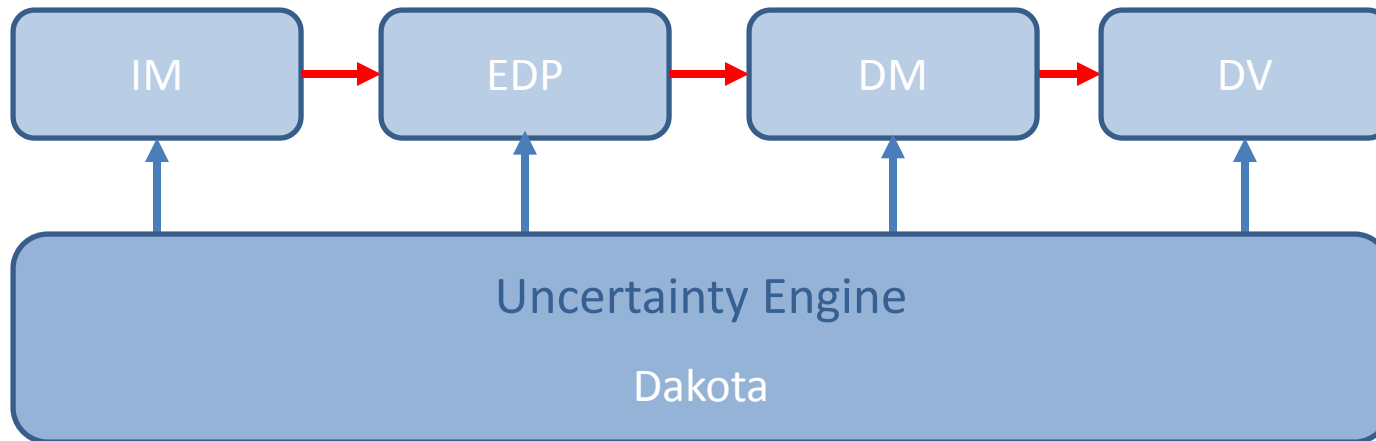 IM
EDP
DM
DV
Uncertainty Engine
Dakota